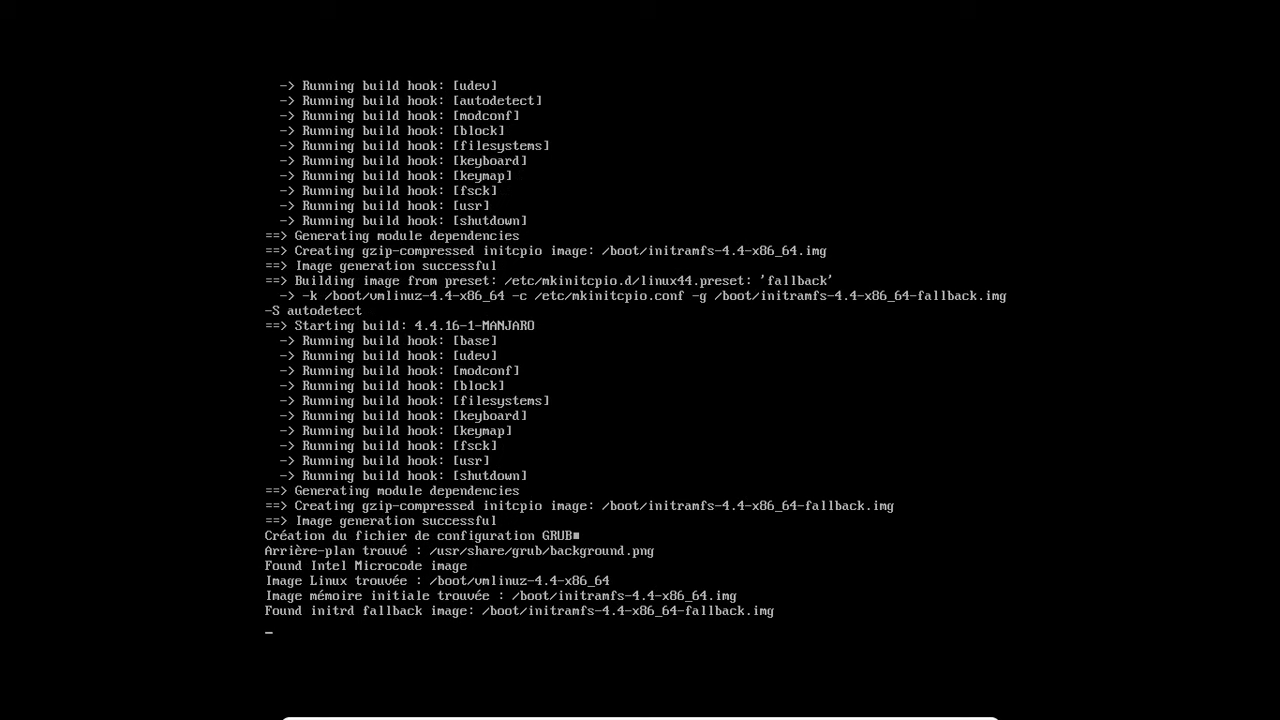 -> Running build hook: [udev]
-> Running build hook: [autodetect]
-> Running build hook: [modconf]
-> Running build hook: [block]
-> Running build hook: [filesystems]
-> Running build hook: [keyboard]
-> Running build hook: [keymap]
-> Running build hook: [fsck]
-> Running build hook: [usr]
-> Running build hook: [shutdown]
==> Generating module dependencies
==> Creating gzip-compressed initcpio image: /boot/initramfs-4.4-x86_64.img
==> Image generation successful
==> Building image from preset: /etc/mkinitcpio.d/linux44.preset: 'fallback'
-> -k /boot/vmlinuz-4.4-x86_64 -c /etc/mkinitcpio.conf -g /boot/initramfs-4.4-x86_64-fallback.img
-S autodetect
==> Starting build: 4.4.16-1-MANJARO
-> Running build hook: [base]
-> Running build hook: [udev]
-> Running build hook: [modconf]
-> Running build hook: [block]
-> Running build hook: [filesystems]
-> Running build hook: [keyboard]
-> Running build hook: [keymap]
-> Running build hook: [fsck]
-> Running build hook: [usr]
-> Running build hook: [shutdown]
==> Generating module dependencies
==> Creating gzip-compressed initcpio image: /boot/initramfs-4.4-x86_64-fallback.img
==> Image generation successful
Création du fichier de configuration GRUB■
Arrière-plan trouvé : /usr/share/grub/background.png
Found Intel Microcode image
Image Linux trouvée : /boot/vmlinuz-4.4-x86_64
Image mémoire initiale trouvée : /boot/initramfs-4.4-x86_64.img
Found initrd fallback image: /boot/initramfs-4.4-x86_64-fallback.img